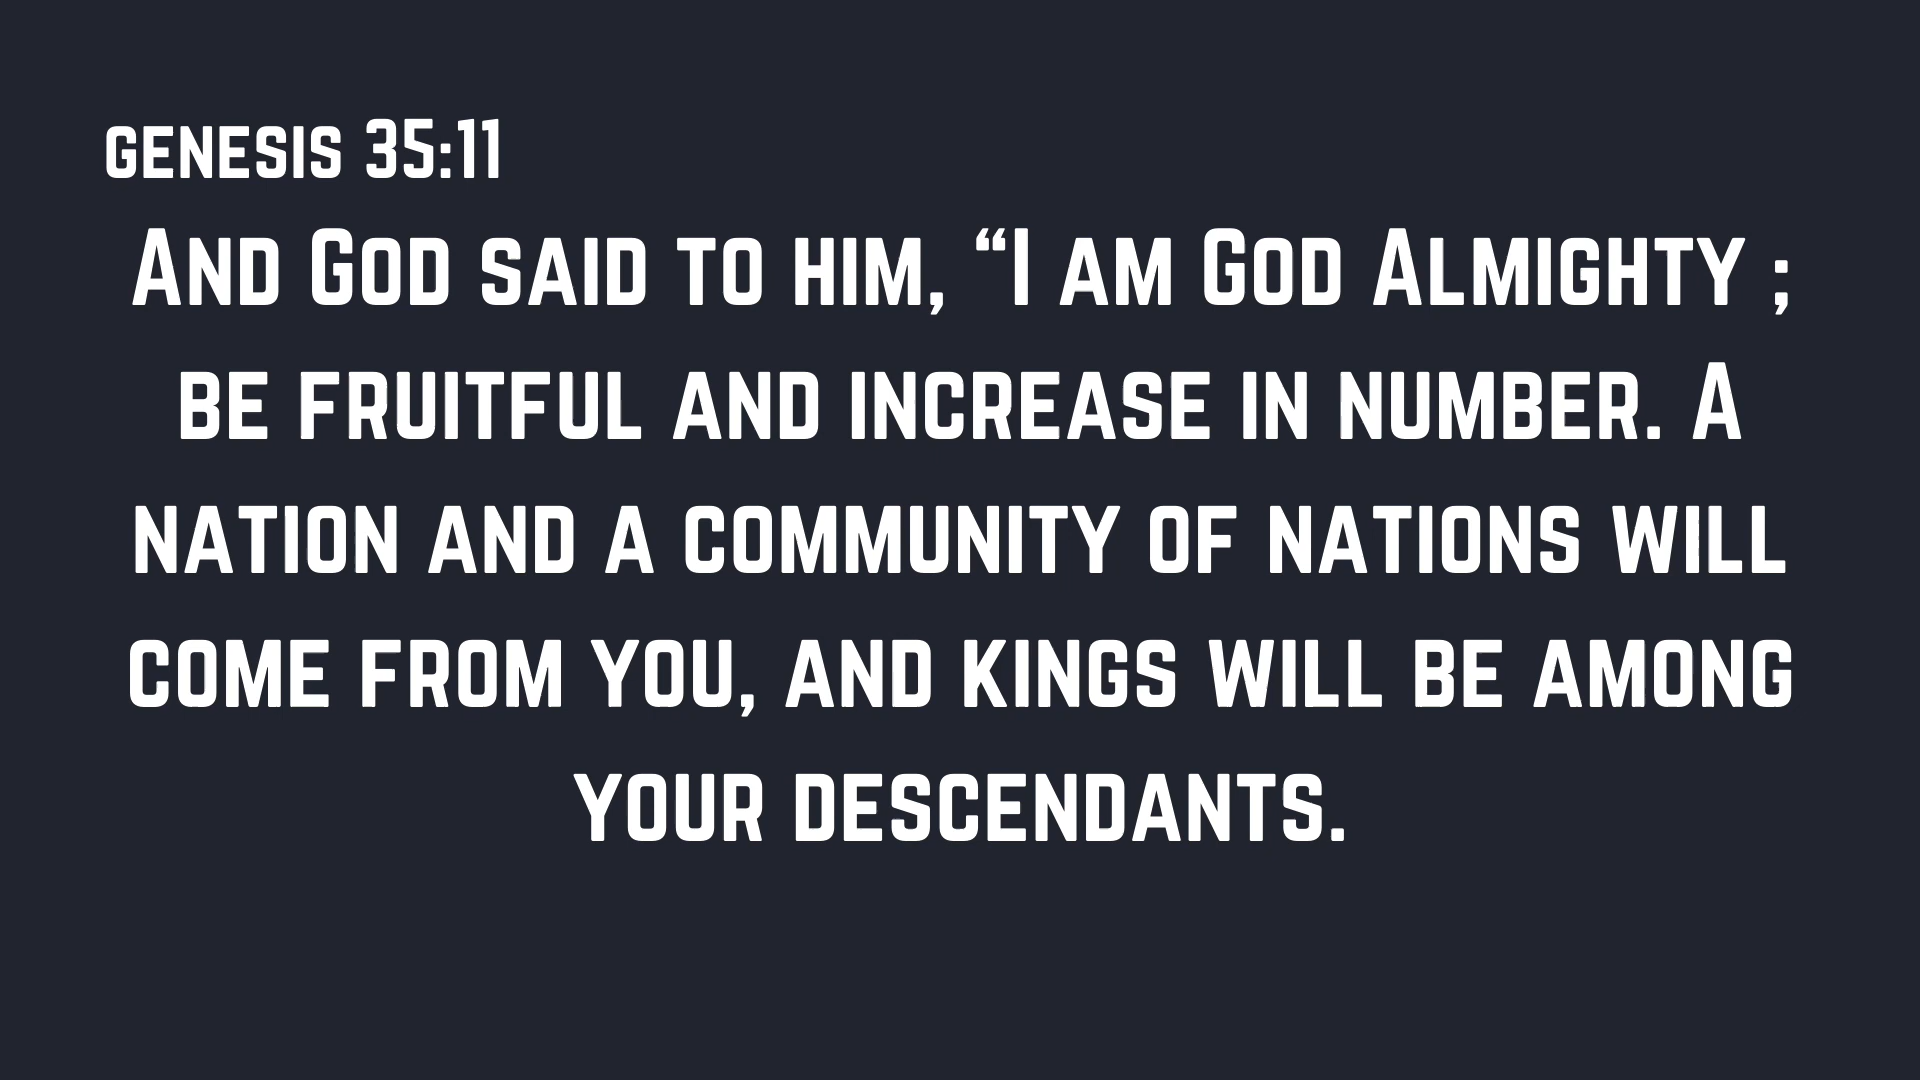 GENESIS 35:11
And God said to him, “I am God Almighty ;
be fruitful and increase in number. A
nation and a community of nations will
come from you, and kings will be among
your descendants.